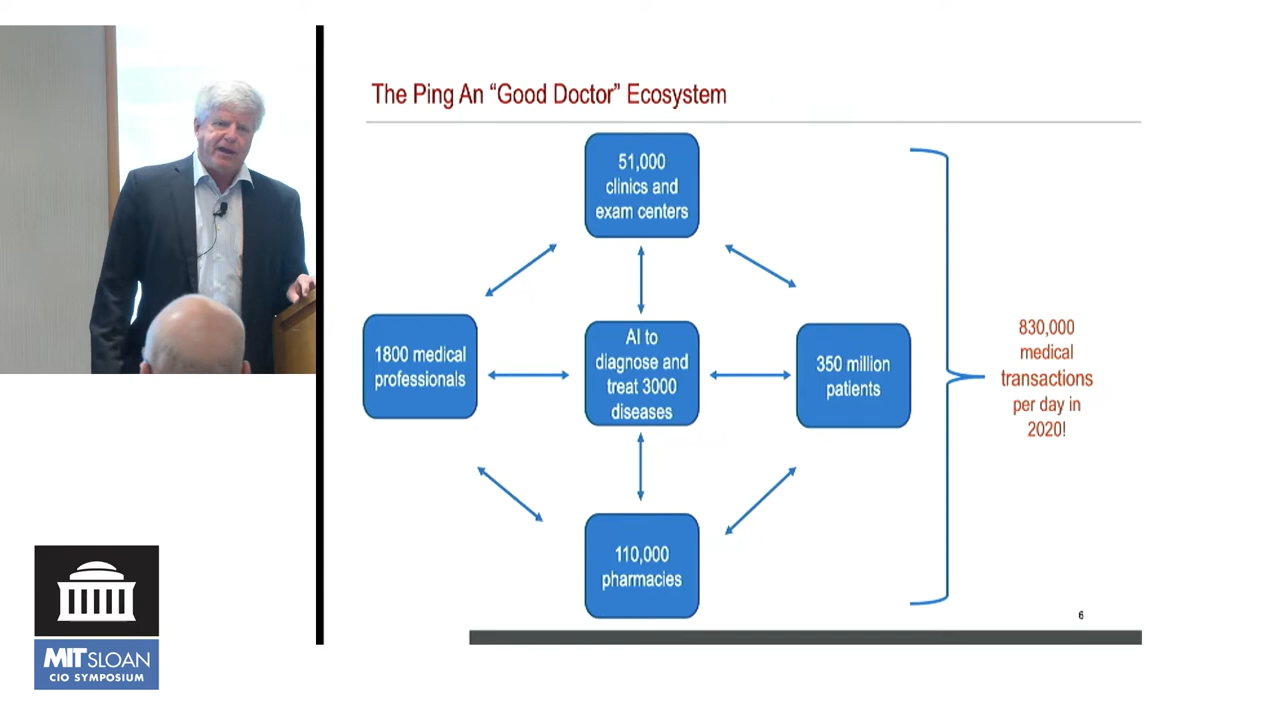 The Ping An “Good Doctor” Ecosystem
51,000
clinics and
exam centers
1800 medical
professionals
AI to
diagnose and
treat 3000
diseases
350 million
patients
110,000
pharmacies
830,000
medical
transactions
per day in
2020!
6
MIT SLOAN
CIO SYMPOSIUM